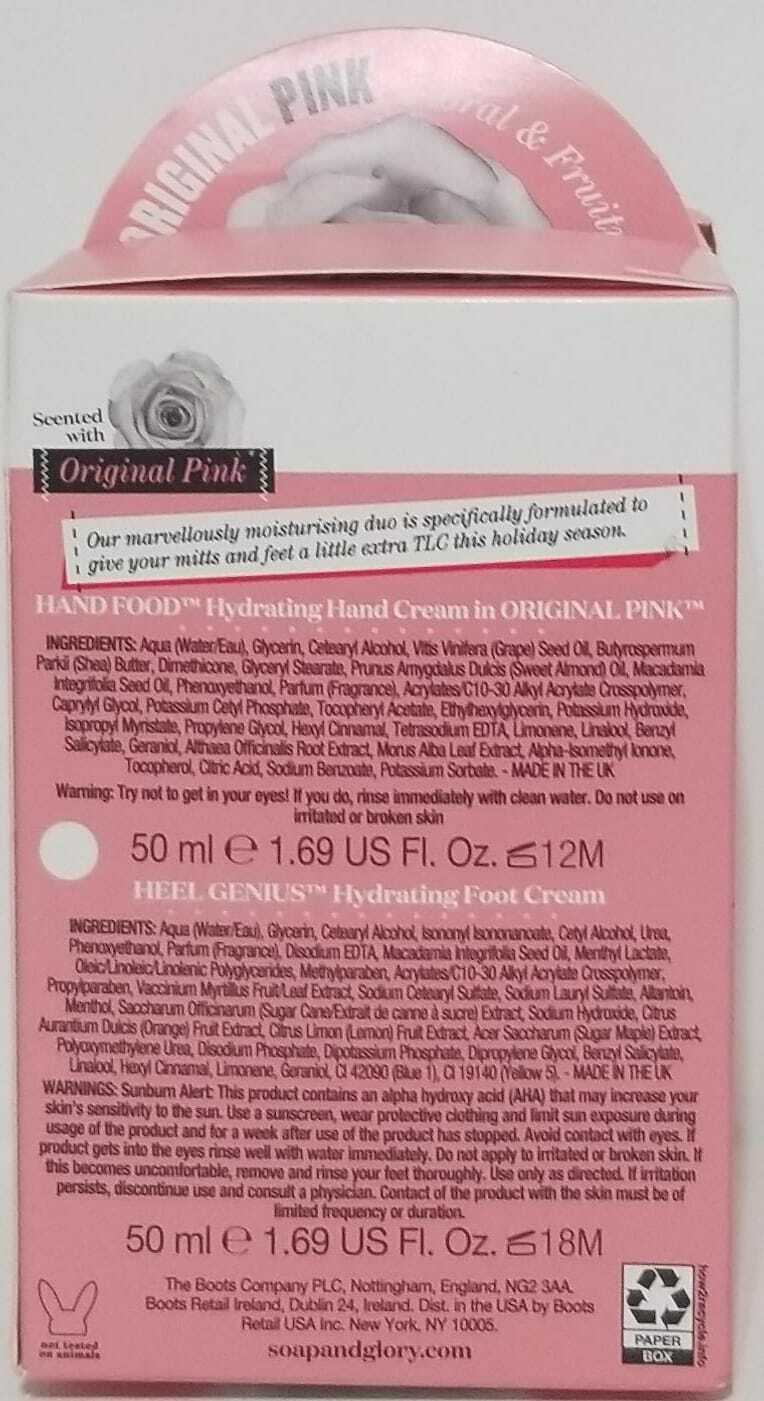 ORIGINAL PINK
& Fruit
Scented
with
Original Pink
Our marvellously moisturising duo is specifically formulated to
give your mitts and feet a little extra TLC this holiday season.
HAND FOOD™ Hydrating Hand Cream in ORIGINAL PINK™
INGREDIENTS: Aqua (Water/Eau), Glycerin, Cetearyl Alcohol, Vitis Vinifera (Grape) Seed Oil, Butyrospermum
Parkii (Shea) Butter, Dimethicone, Glyceryl Stearate, Prunus Amygdalus Dulcis (Sweet Almond) Oil, Macadamia
Integrifolia Seed Oil, Phenoxyethanol, Parfum (Fragrance), Acrylates/C10-30 Alkyl Acrylate Crosspolymer,
Caprylyl Glycol, Potassium Cetyl Phosphate, Tocopheryl Acetate, Ethylhexylglycerin, Potassium Hydroxide,
Isopropyl Myristate, Propylene Glycol, Hexyl Cinnamal, Tetrasodium EDTA, Limonene, Linalool, Benzyl
Salicylate, Geraniol, Althaea Officinalis Root Extract, Morus Alba Leaf Extract, Alpha-Isomethyl Ionone,
Tocopherol, Citric Acid, Sodium Benzoate, Potassium Sorbate. - MADE IN THE UK
Warning: Try not to get in your eyes! If you do, rinse immediately with clean water. Do not use on
irritated or broken skin
50 ml ℮ 1.69 US Fl. Oz. 12M
HEEL GENIUS™ Hydrating Foot Cream
INGREDIENTS: Aqua (Water/Eau), Glycerin, Cetearyl Alcohol, Isononyl Isononanoate, Cetyl Alcohol, Urea,
Phenoxyethanol, Parfum (Fragrance), Disodium EDTA, Macadamia Integrifolia Seed Oil, Menthyl Lactate,
Oleic/Linoleic/Linolenic Polyglycerides, Methylparaben, Acrylates/C10-30 Alkyl Acrylate Crosspolymer,
Propylparaben, Vaccinium Myrtillus Fruit/Leaf Extract, Sodium Cetearyl Sulfate, Sodium Lauryl Sulfate, Allantoin,
Menthol, Saccharum Officinarum (Sugar Cane/Extrait de canne à sucre) Extract, Sodium Hydroxide, Citrus
Aurantium Dulcis (Orange) Fruit Extract, Citrus Limon (Lemon) Fruit Extract, Acer Saccharum (Sugar Maple) Extract,
Polyoxymethylene Urea, Disodium Phosphate, Dipotassium Phosphate, Dipropylene Glycol, Benzyl Salicylate,
Linalool, Hexyl Cinnamal, Limonene, Geraniol, CI 42090 (Blue 1), CI 19140 (Yellow 5). - MADE IN THE UK
WARNINGS: Sunburn Alert: This product contains an alpha hydroxy acid (AHA) that may increase your
skin's sensitivity to the sun. Use a sunscreen, wear protective clothing and limit sun exposure during
usage of the product and for a week after use of the product has stopped. Avoid contact with eyes. If
product gets into the eyes rinse well with water immediately. Do not apply to irritated or broken skin. If
this becomes uncomfortable, remove and rinse your feet thoroughly. Use only as directed. If irritation
persists, discontinue use and consult a physician. Contact of the product with the skin must be of
limited frequency or duration.
50 ml ℮ 1.69 US Fl. Oz. 18M
not tested
on animals
The Boots Company PLC, Nottingham, England, NG2 3AA.
Boots Retail Ireland, Dublin 24, Ireland. Dist. in the USA by Boots
Retail USA Inc. New York, NY 10005.
soapandglory.com
PAPER
BOX
how2recycle.info